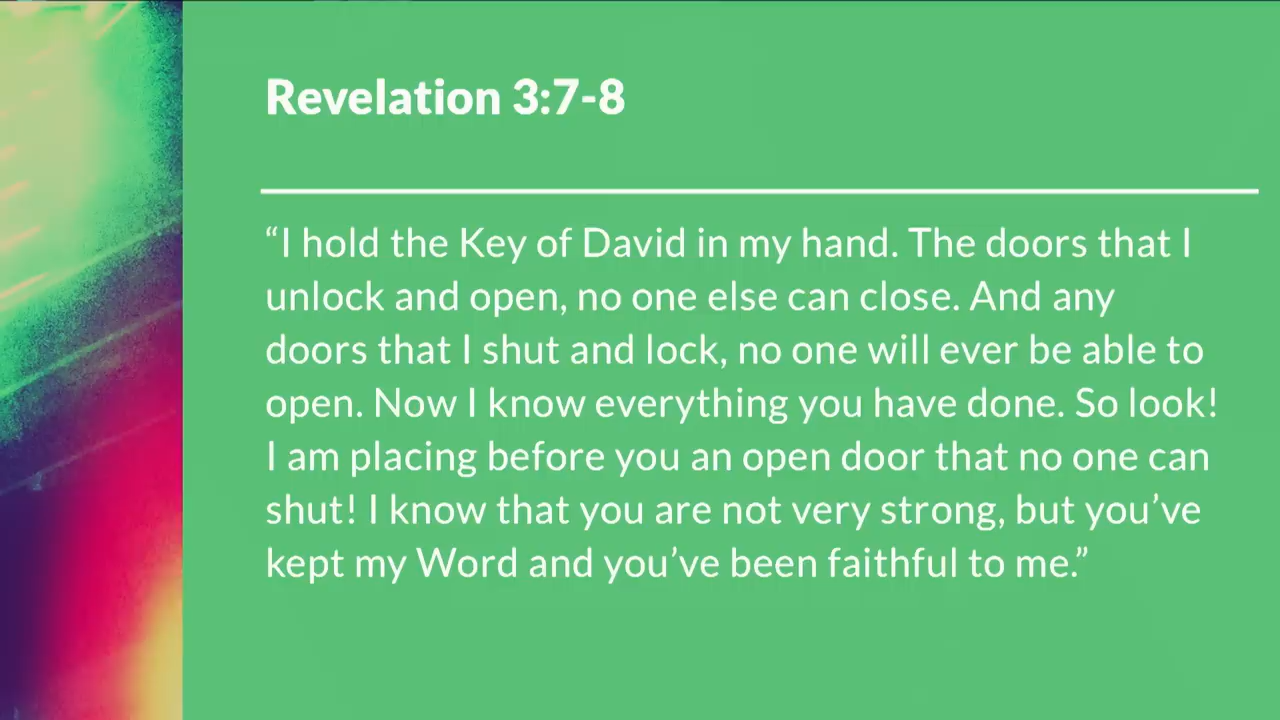 Revelation 3:7-8
“I hold the Key of David in my hand. The doors that I
unlock and open, no one else can close. And any
doors that I shut and lock, no one will ever be able to
open. Now I know everything you have done. So look!
I am placing before you an open door that no one can
shut! I know that you are not very strong, but you’ve
kept my Word and you’ve been faithful to me.”